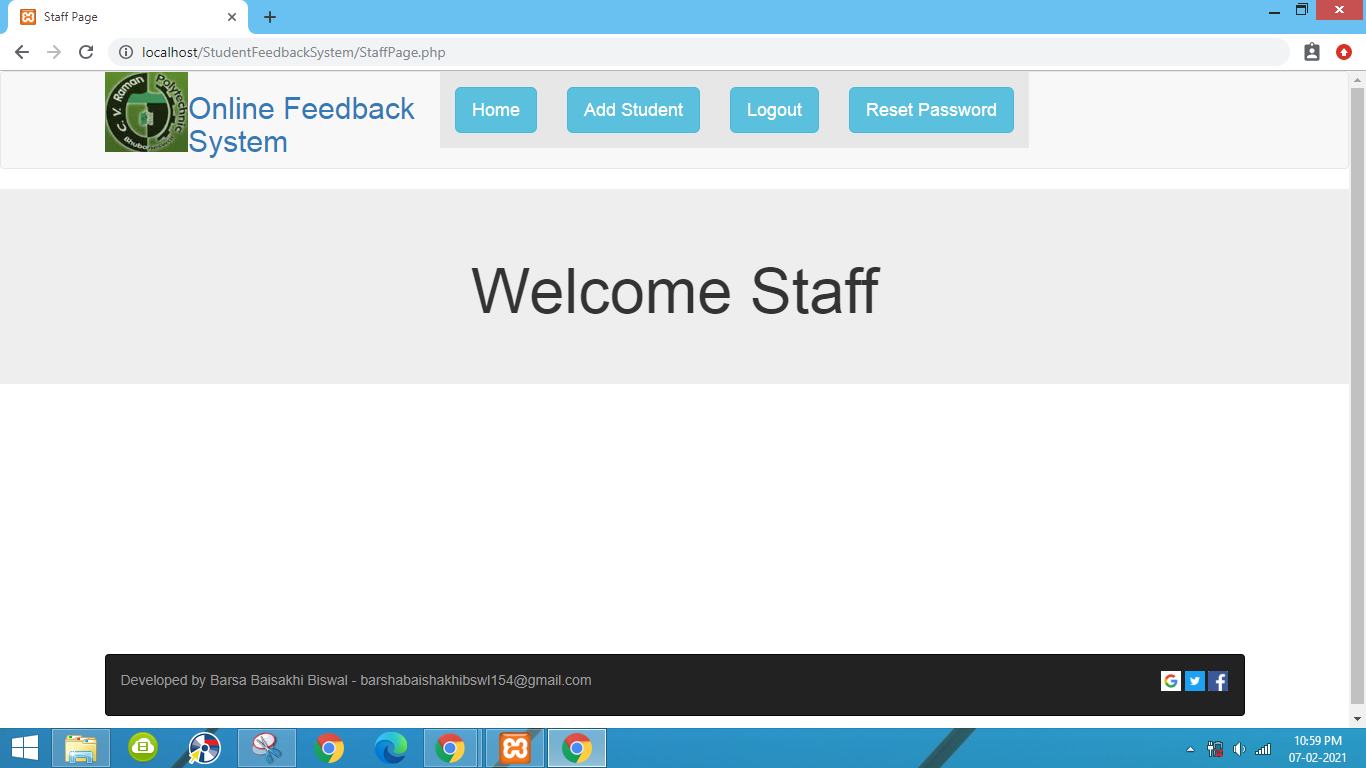 Staff Page
localhost/StudentFeedbackSystem/StaffPage.php
C. V. Raman Polytechnic
Online Feedback
System
Home
Add Student
Logout
Reset Password
Welcome Staff
Developed by Barsa Baisakhi Biswal - barshabaishakhibswl154@gmail.com
10:59 PM
07-02-2021